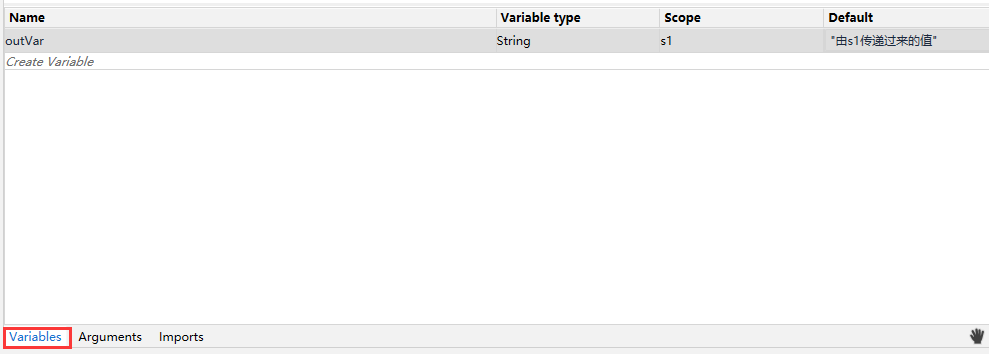 Name Variable type Scope Default
outVar String s1 "由s1传递过来的值"
Create Variable
Variables Arguments Imports